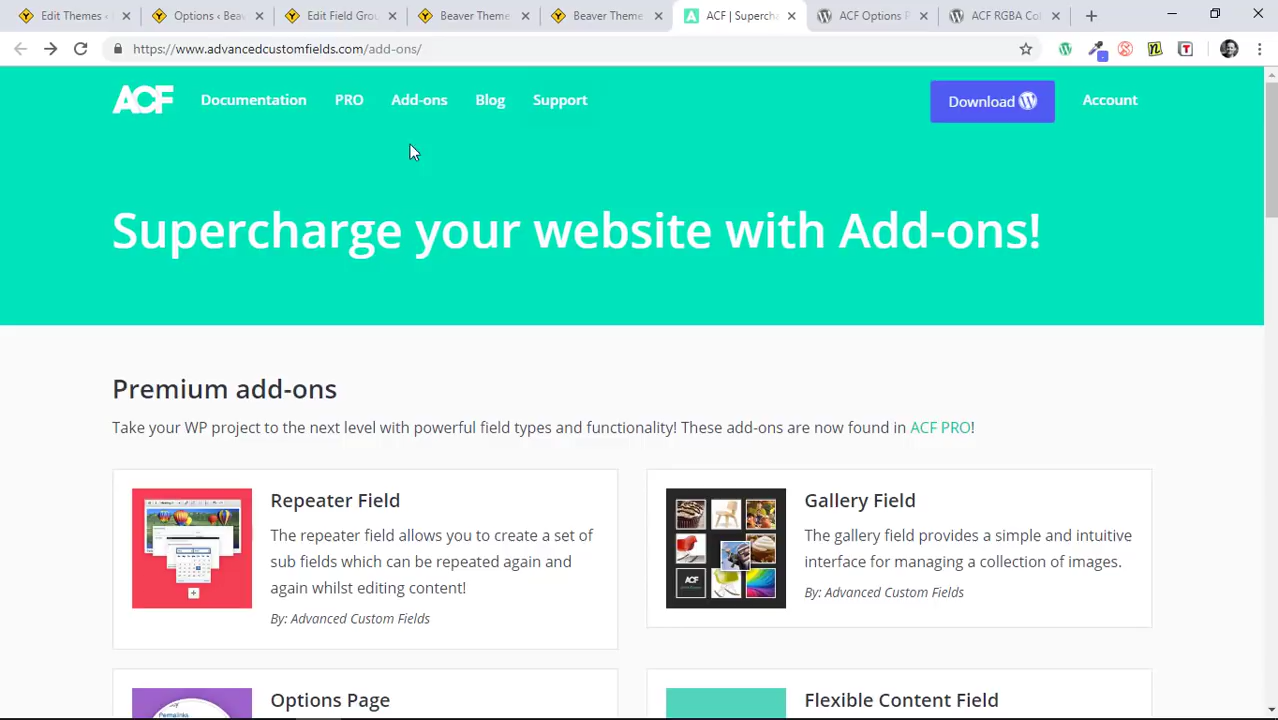 Edit Themes ‹
Options ‹ Bea
Edit Field Grou
Beaver Theme
Beaver Theme
ACF | Superch
ACF Options P
ACF RGBA Col
https://www.advancedcustomfields.com/add-ons/
ACF
Documentation
PRO
Add-ons
Blog
Support
Download
Account
Supercharge your website with Add-ons!
Premium add-ons
Take your WP project to the next level with powerful field types and functionality! These add-ons are now found in ACF PRO!
Repeater Field
The repeater field allows you to create a set of
sub fields which can be repeated again and
again whilst editing content!
By: Advanced Custom Fields
Gallery Field
The gallery field provides a simple and intuitive
interface for managing a collection of images.
By: Advanced Custom Fields
Options Page
Flexible Content Field